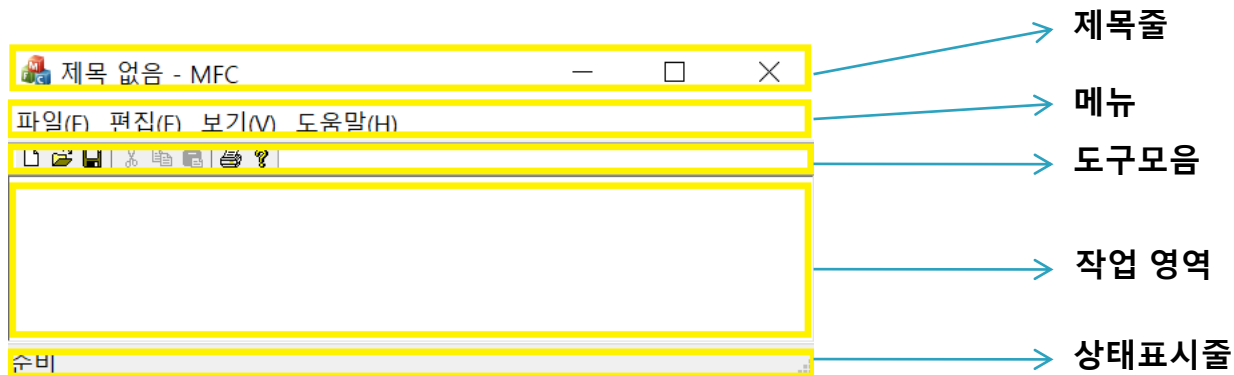 제목줄
제목 없음 - MFC
메뉴
파일(F) 편집(E) 보기(V) 도움말(H)
도구모음
작업 영역
상태표시줄
준비